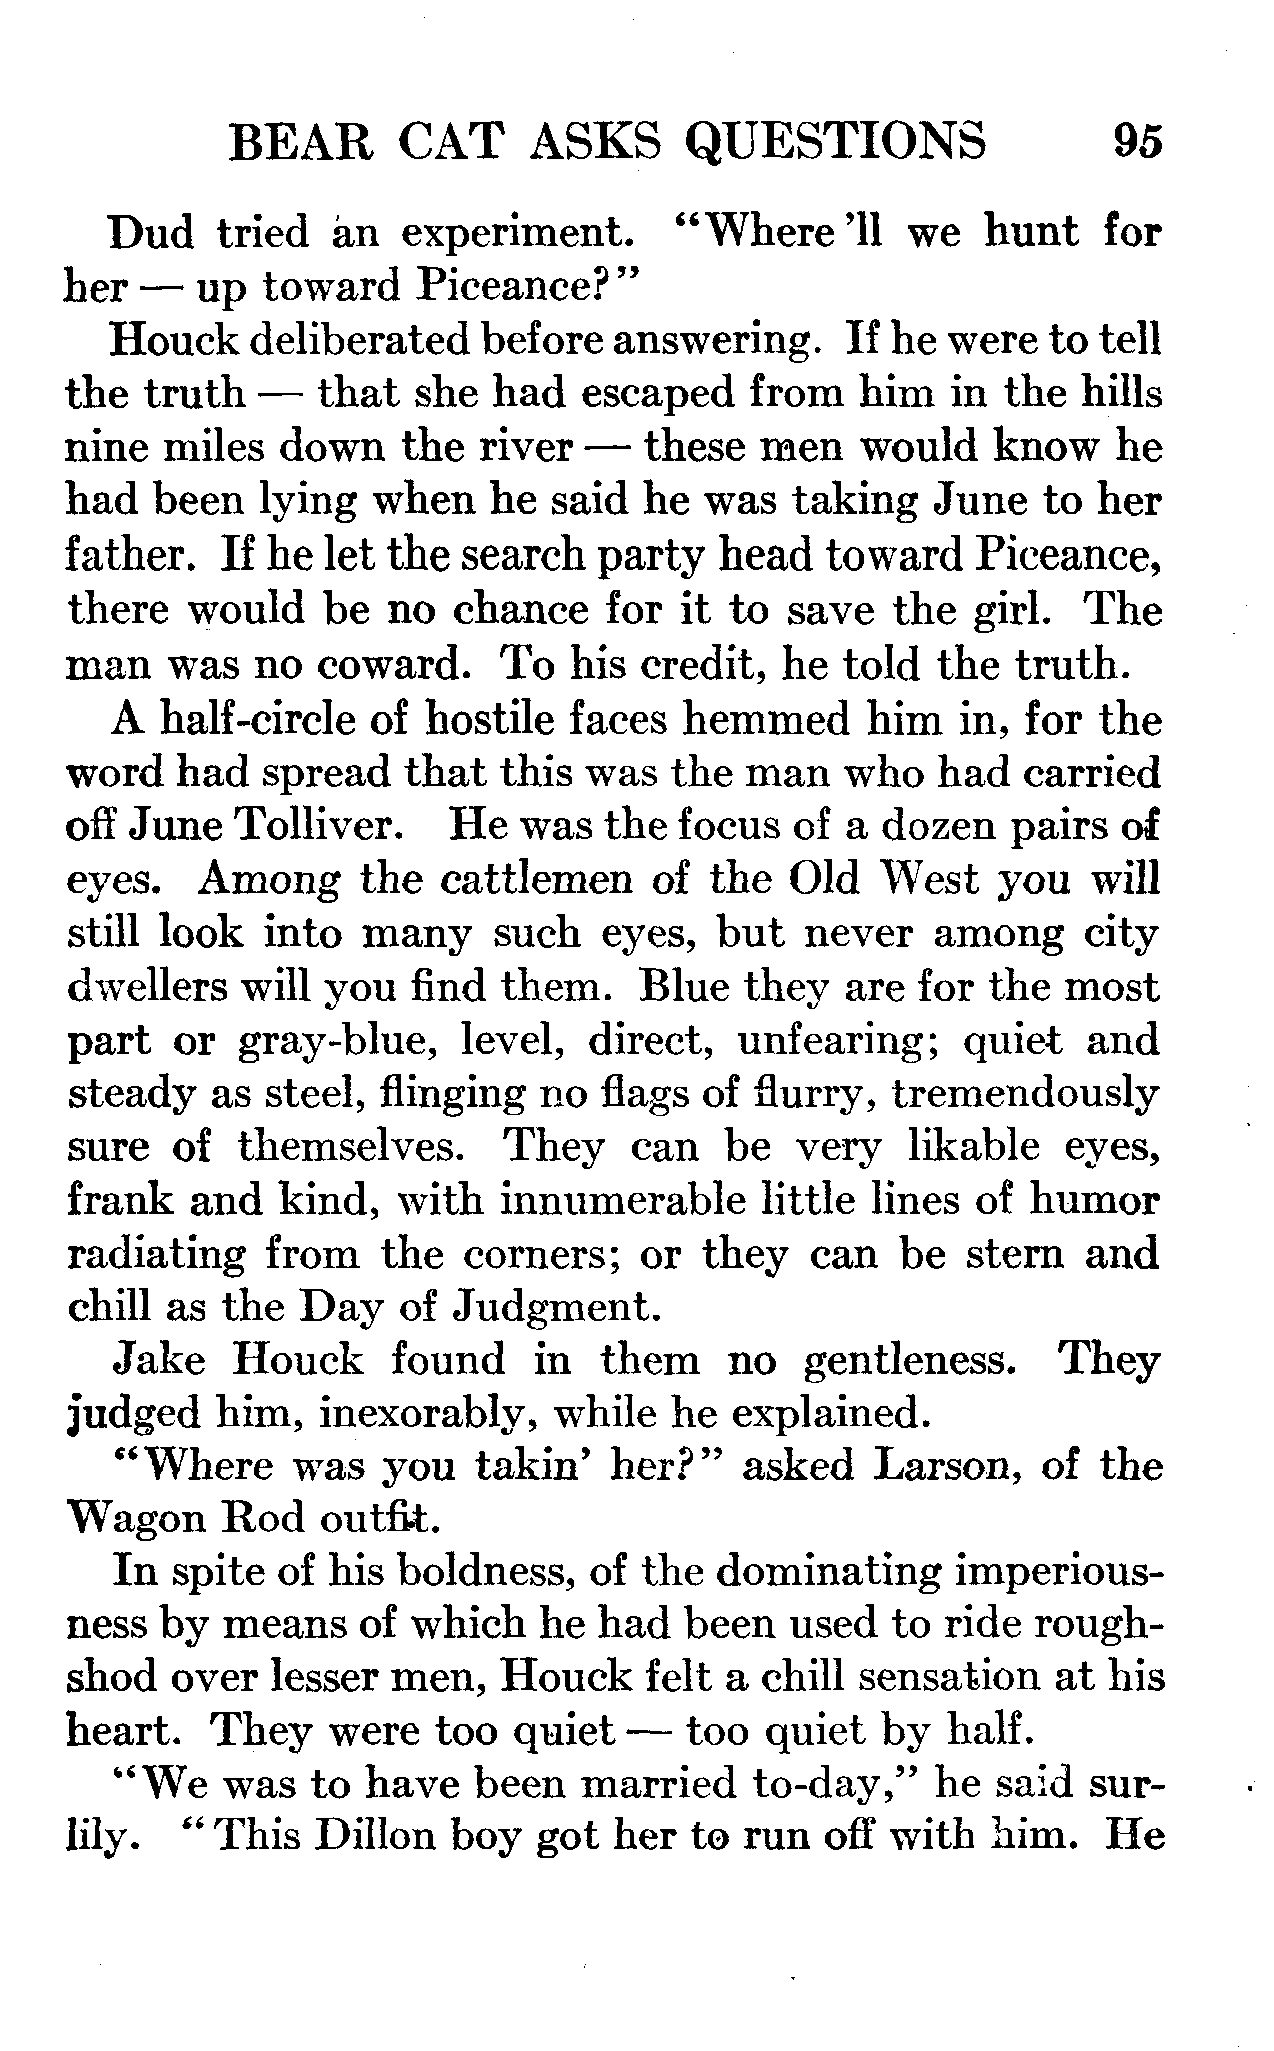 BEAR CAT ASKS QUESTIONS 95
Dud tried an experiment. "Where 'll we hunt for
her — up toward Piceance?"
Houck deliberated before answering. If he were to tell
the truth — that she had escaped from him in the hills
nine miles down the river — these men would know he
had been lying when he said he was taking June to her
father. If he let the search party head toward Piceance,
there would be no chance for it to save the girl. The
man was no coward. To his credit, he told the truth.
A half-circle of hostile faces hemmed him in, for the
word had spread that this was the man who had carried
off June Tolliver. He was the focus of a dozen pairs of
eyes. Among the cattlemen of the Old West you will
still look into many such eyes, but never among city
dwellers will you find them. Blue they are for the most
part or gray-blue, level, direct, unfearing; quiet and
steady as steel, flinging no flags of flurry, tremendously
sure of themselves. They can be very likable eyes,
frank and kind, with innumerable little lines of humor
radiating from the corners; or they can be stern and
chill as the Day of Judgment.
Jake Houck found in them no gentleness. They
judged him, inexorably, while he explained.
"Where was you takin' her?" asked Larson, of the
Wagon Rod outfit.
In spite of his boldness, of the dominating imperious-
ness by means of which he had been used to ride rough-
shod over lesser men, Houck felt a chill sensation at his
heart. They were too quiet — too quiet by half.
"We was to have been married to-day," he said sur-
lily. "This Dillon boy got her to run off with him. He